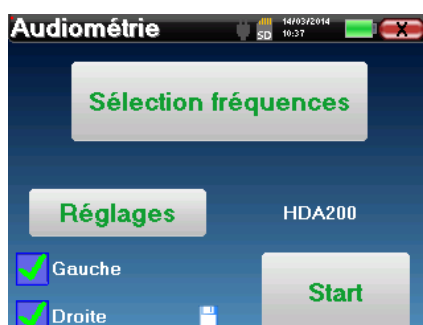 Audiométrie
SD
14/03/2014
10:37
X
Sélection fréquences
Réglages
HDA200
Gauche
Start
Droite